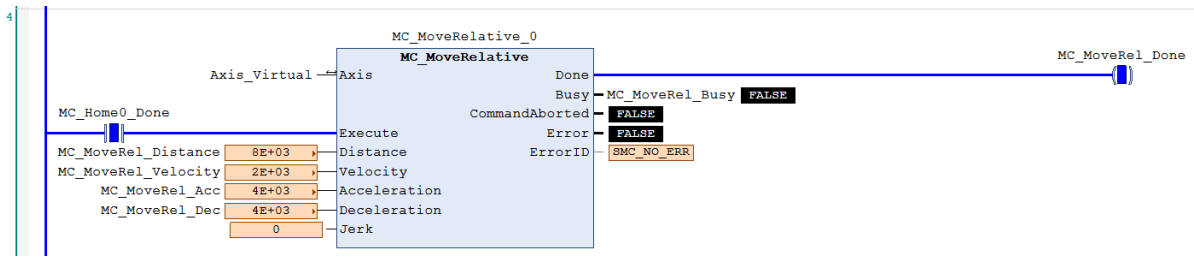 4
MC_MoveRelative_0
MC_MoveRelative
MC_MoveRel_Done
Axis_Virtual Axis Done
Busy MC_MoveRel_Busy FALSE
MC_Home0_Done CommandAborted FALSE
Execute Error FALSE
MC_MoveRel_Distance 8E+03 Distance ErrorID SMC_NO_ERR
MC_MoveRel_Velocity 2E+03 Velocity
MC_MoveRel_Acc 4E+03 Acceleration
MC_MoveRel_Dec 4E+03 Deceleration
0 Jerk